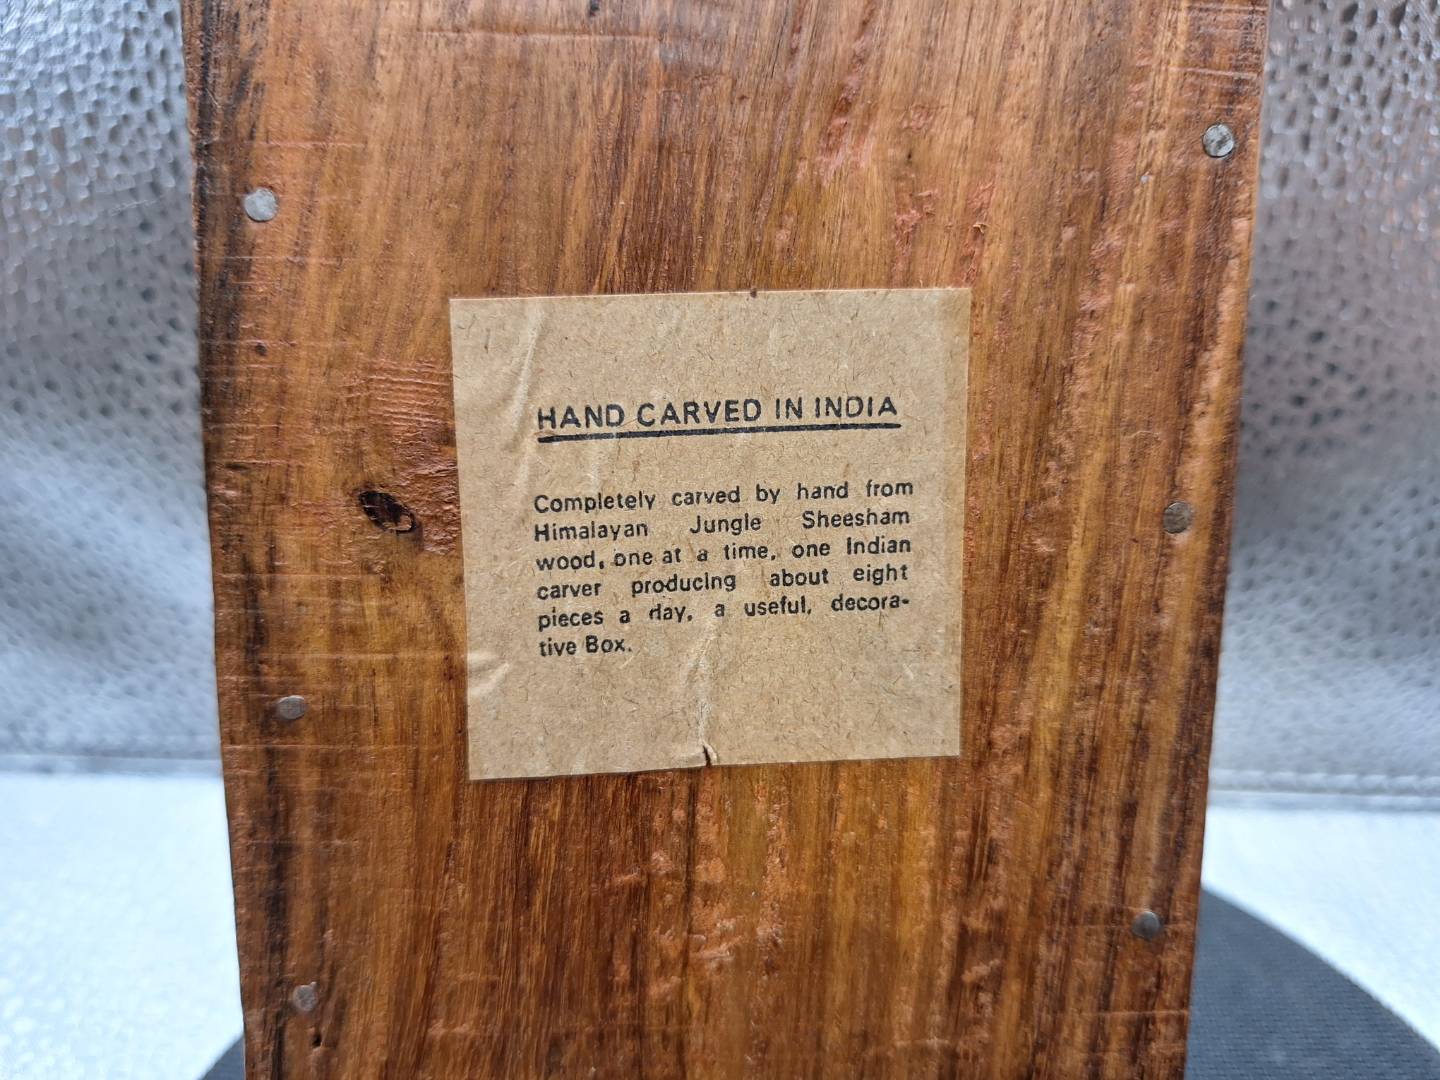 HAND CARVED IN INDIA
Completely carved by hand from
Himalayan Jungle Sheesham
wood, one at a time, one Indian
carver producing about eight
pieces a day, a useful, decora-
tive Box.